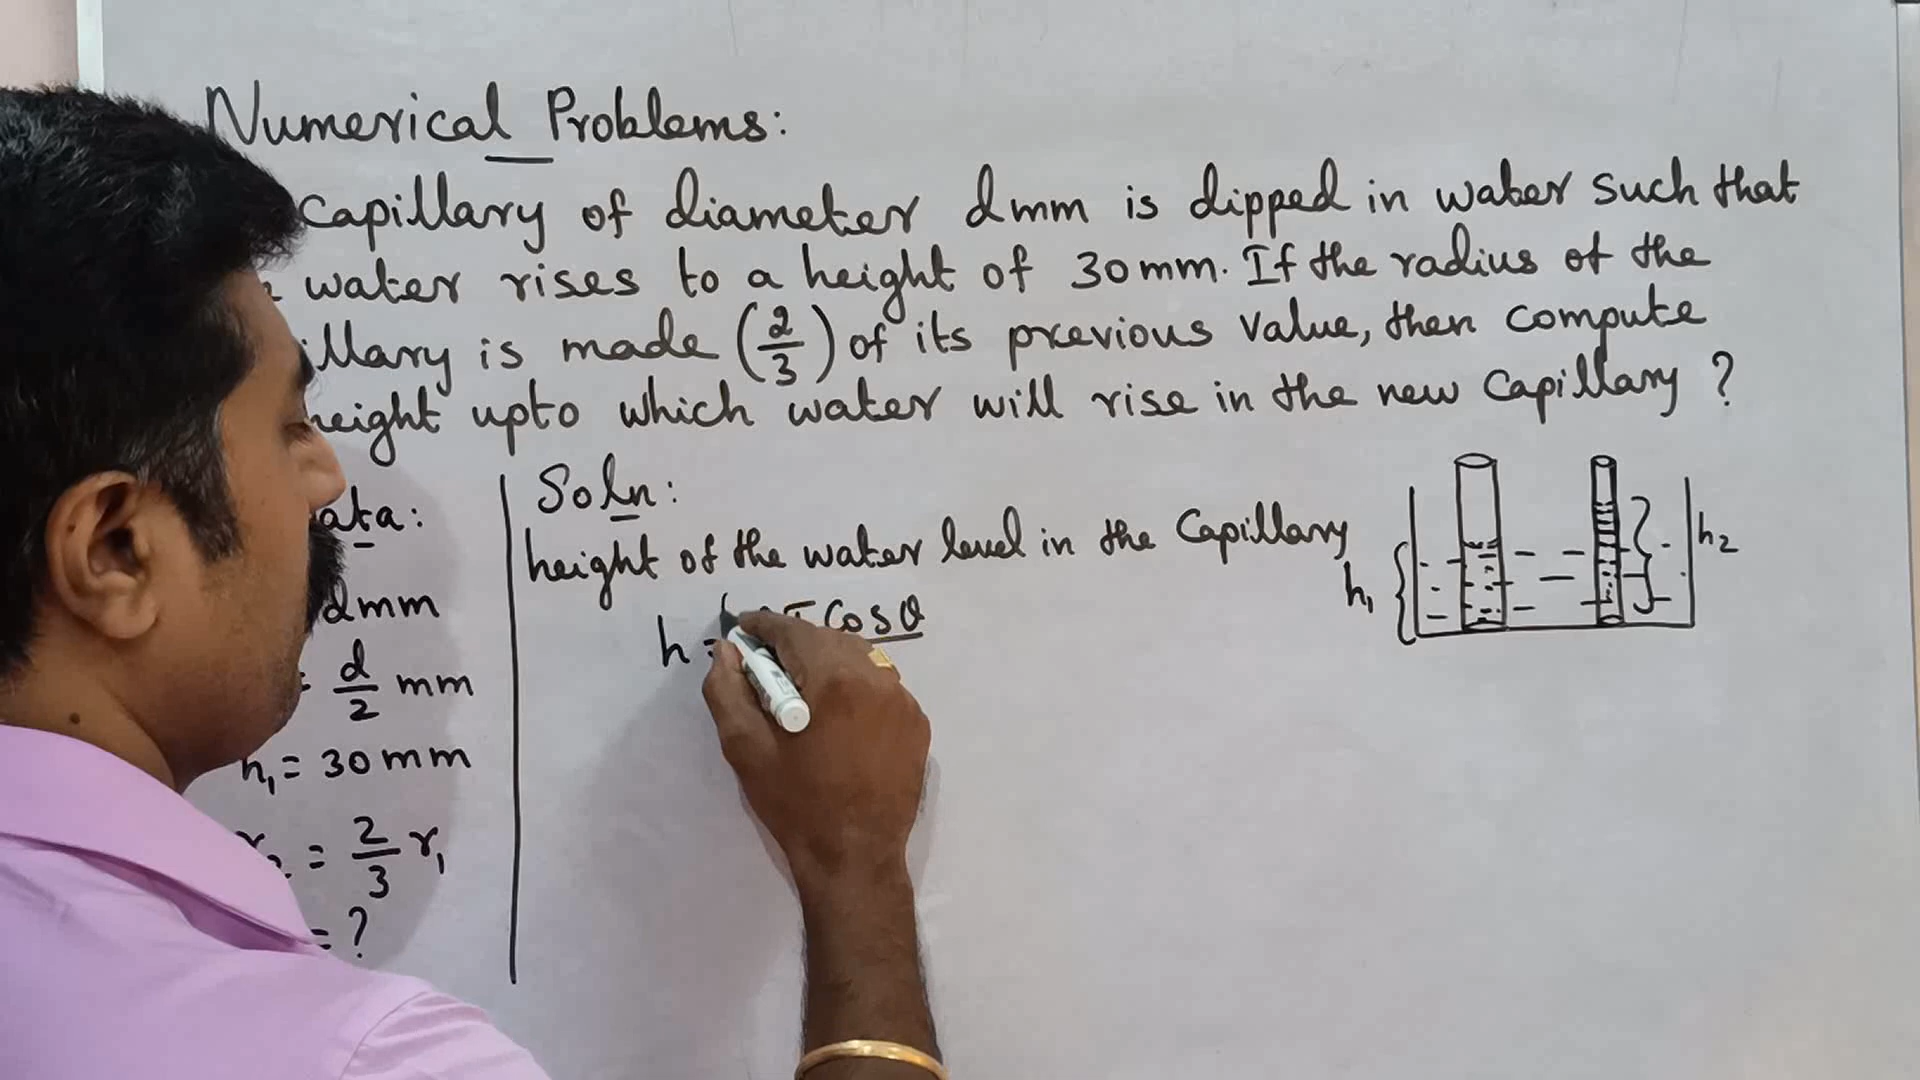 Numerical Problems:
Capillary of diameter dmm is dipped in water such that
water rises to a height of 30mm. If the radius of the
illary is made (2/3) of its previous value, then compute
height upto which water will rise in the new Capillary ?
ata:
dmm
= d/2 mm
h₁ = 30mm
r₂ = 2/3 r₁
= ?
Soln:
height of the water level in the Capillary
h = Cosθ
h₁
h₂